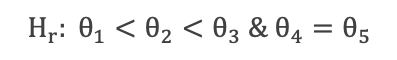 Hᵣ: θ₁ < θ₂ < θ₃ & θ₄ = θ₅